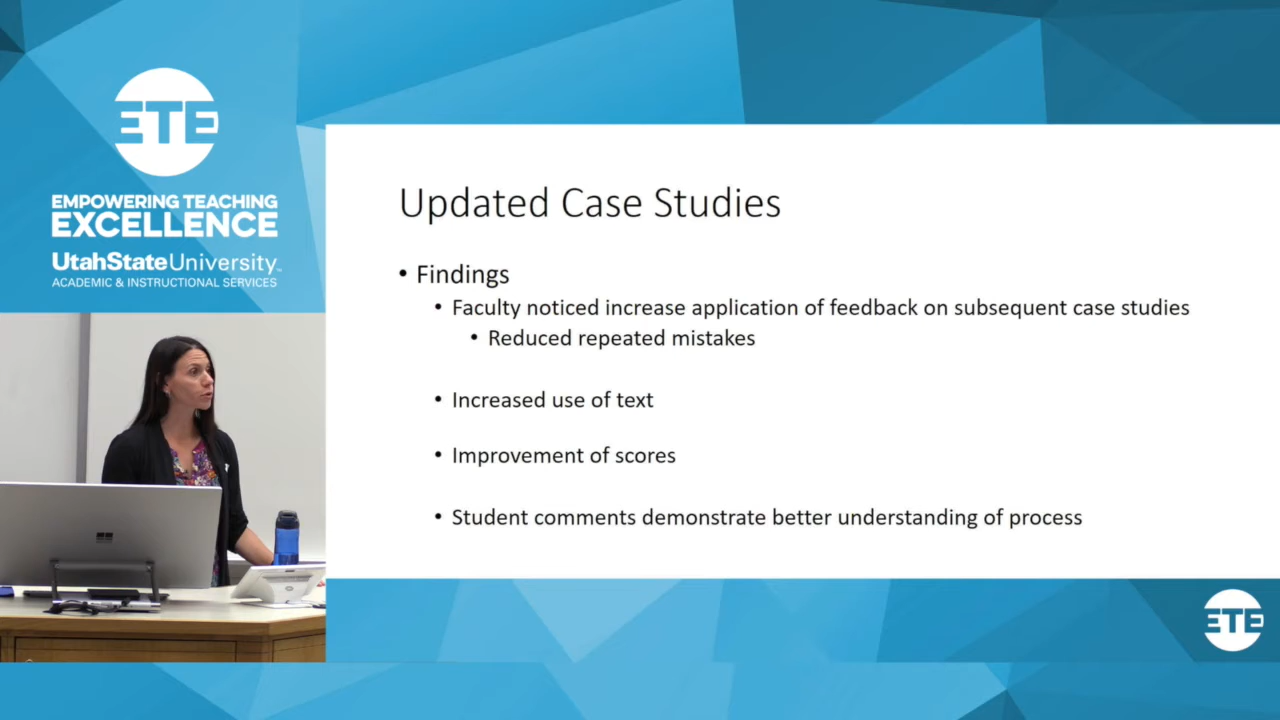 ETE
EMPOWERING TEACHING
EXCELLENCE
UtahStateUniversity™
ACADEMIC & INSTRUCTIONAL SERVICES
Updated Case Studies
• Findings
• Faculty noticed increase application of feedback on subsequent case studies
• Reduced repeated mistakes
• Increased use of text
• Improvement of scores
• Student comments demonstrate better understanding of process
ETE